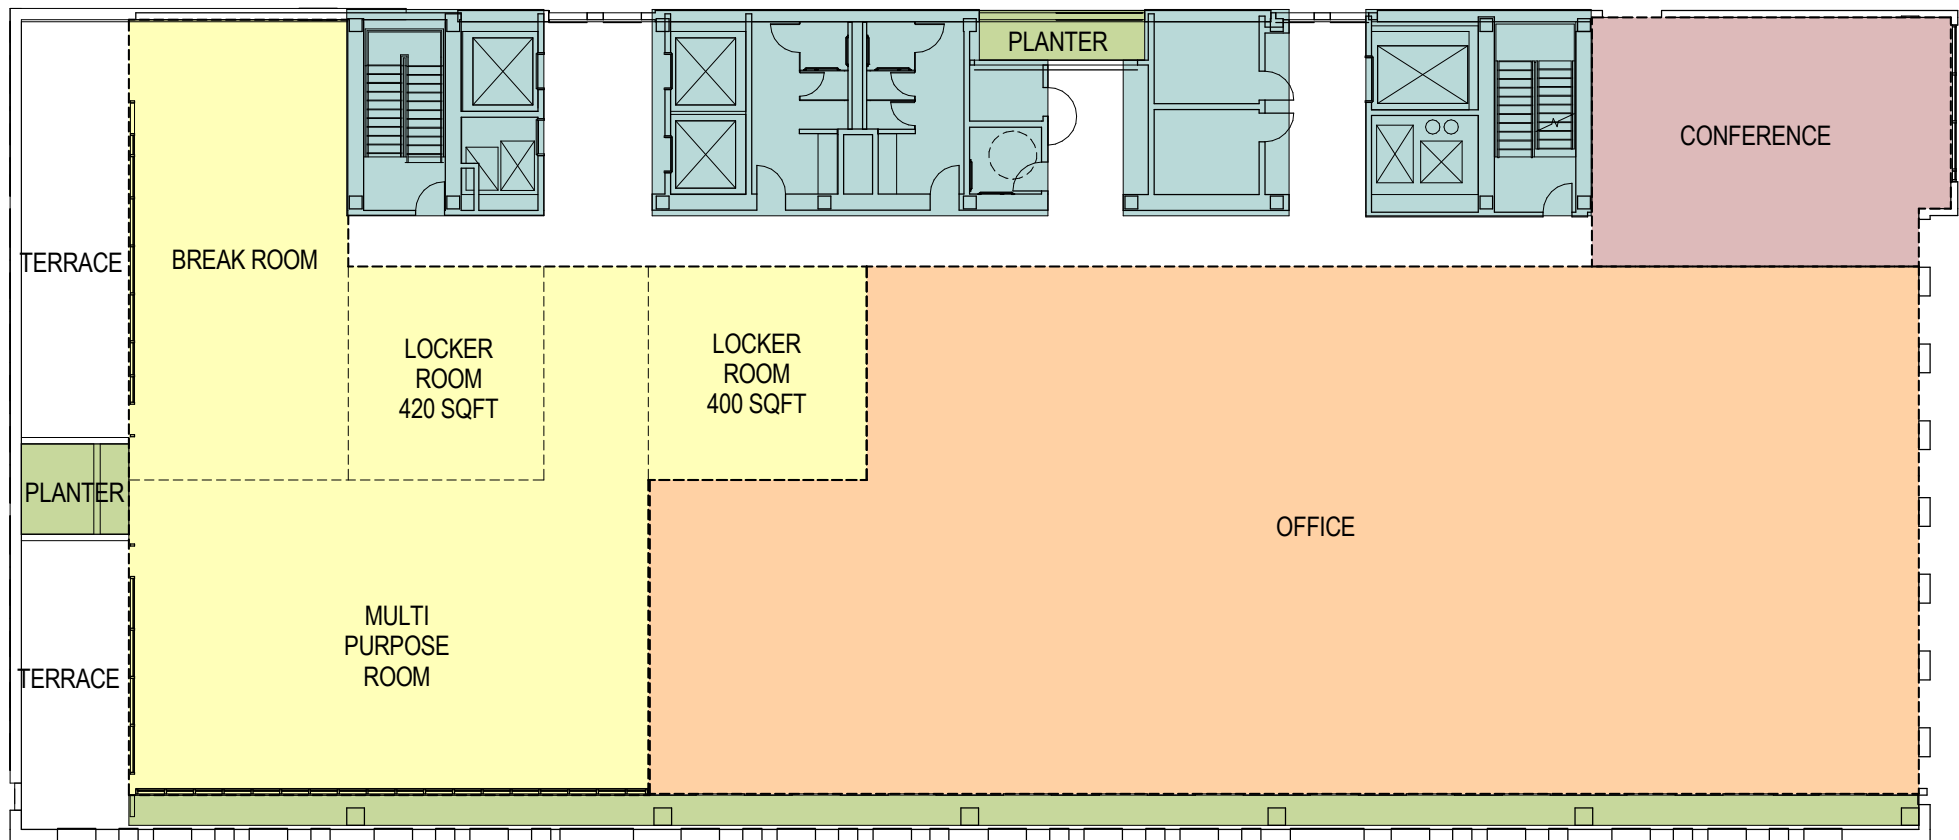 PLANTER
CONFERENCE
TERRACE
BREAK ROOM
LOCKER
ROOM
420 SQFT
LOCKER
ROOM
400 SQFT
PLANTER
OFFICE
MULTI
PURPOSE
ROOM
TERRACE